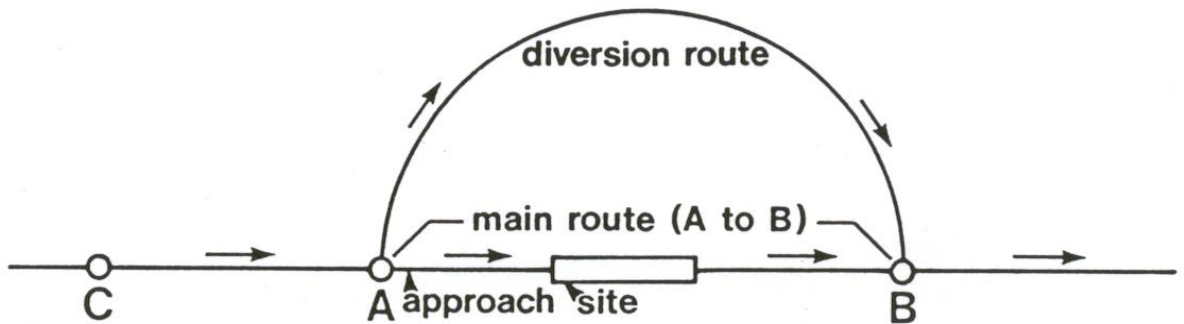 diversion route
main route (A to B)
C
A
approach
site
B